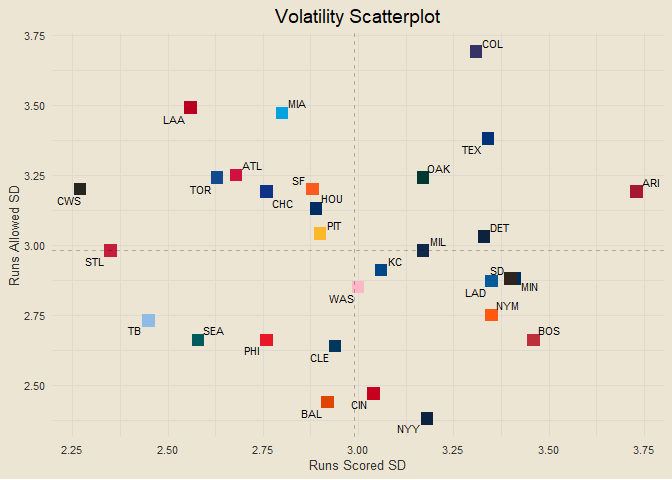 Volatility Scatterplot
3.75
COL
3.50
LAA
MIA
TEX
3.25
CWS
TOR
ATL
CHC
SF
HOU
OAK
ARI
PIT
MIL
DET
3.00
STL
KC
WAS
LAD
SD
MIN
NYM
2.75
TB
SEA
PHI
CLE
BOS
2.50
BAL
CIN
NYY
Runs Allowed SD
2.25
2.50
2.75
3.00
3.25
3.50
3.75
Runs Scored SD